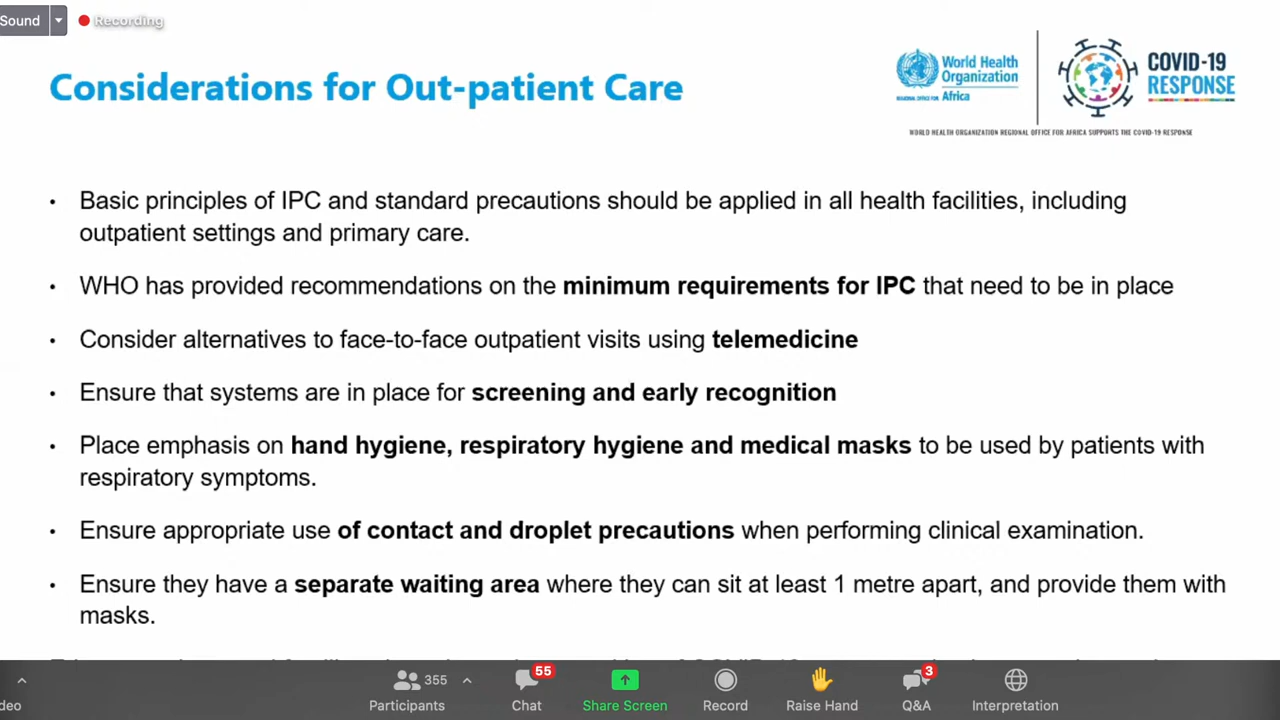 Sound
Recording
Considerations for Out-patient Care
World Health
Organization
REGIONAL OFFICE FOR Africa
COVID-19
RESPONSE
WORLD HEALTH ORGANIZATION REGIONAL OFFICE FOR AFRICA SUPPORTS THE COVID-19 RESPONSE
• Basic principles of IPC and standard precautions should be applied in all health facilities, including
outpatient settings and primary care.
• WHO has provided recommendations on the minimum requirements for IPC that need to be in place
• Consider alternatives to face-to-face outpatient visits using telemedicine
• Ensure that systems are in place for screening and early recognition
• Place emphasis on hand hygiene, respiratory hygiene and medical masks to be used by patients with
respiratory symptoms.
• Ensure appropriate use of contact and droplet precautions when performing clinical examination.
• Ensure they have a separate waiting area where they can sit at least 1 metre apart, and provide them with
masks.
355
55
3
deo
Participants
Chat
Share Screen
Record
Raise Hand
Q&A
Interpretation